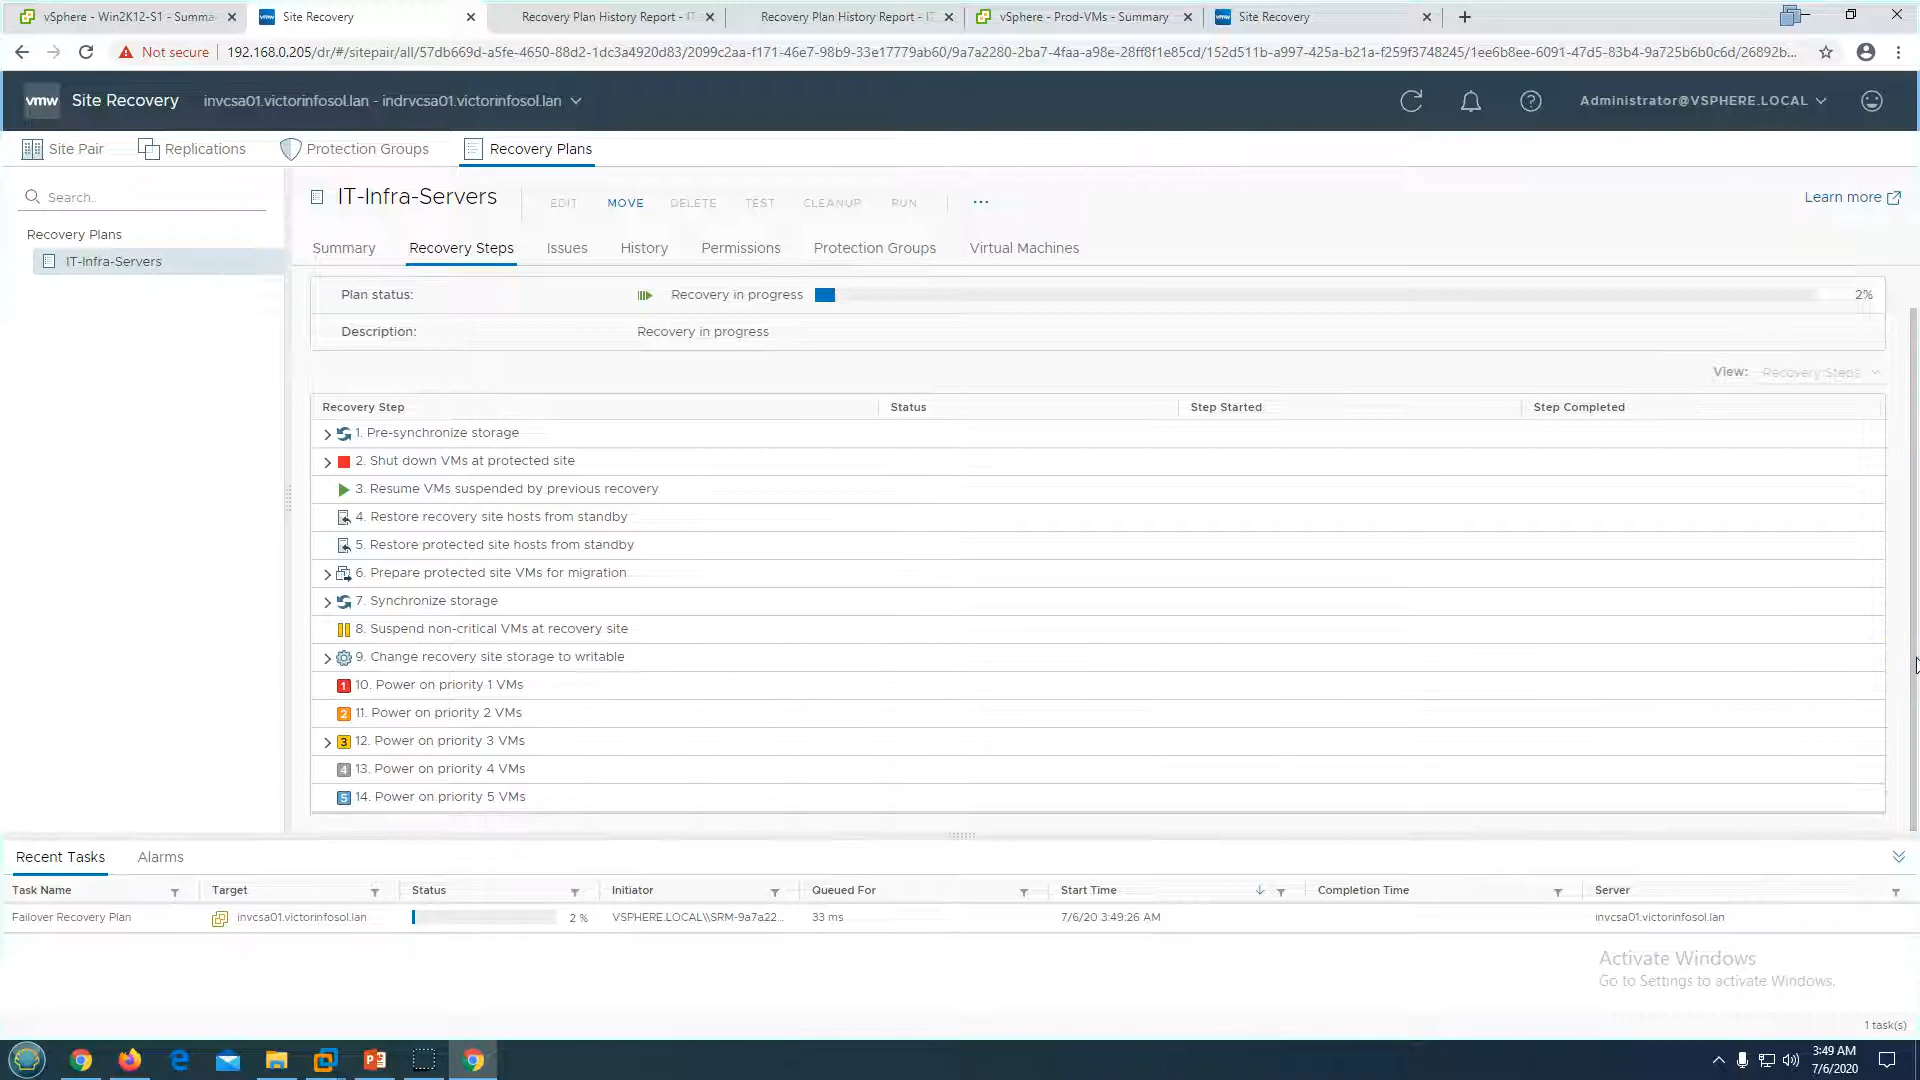 vSphere - Win2K12-S1 - Summa
Site Recovery
Recovery Plan History Report - IT
Recovery Plan History Report - IT
vSphere - Prod-VMs - Summary
Site Recovery
Not secure
192.168.0.205/dr/#/sitepair/all/57db669d-a5fe-4650-88d2-1dc3a4920d83/2099c2aa-f171-46e7-98b9-33e17779ab60/9a7a2280-2ba7-4faa-a98e-28ff8f1e85cd/152d511b-a997-425a-b21a-f259f3748245/1ee6b8ee-6091-47d5-83b4-9a725b6b0c6d/26892b...
vmw Site Recovery invcsa01.victorinfosol.lan - indrvcsa01.victorinfosol.lan
Administrator@VSPHERE.LOCAL
Site Pair Replications Protection Groups Recovery Plans
Search..
IT-Infra-Servers EDIT MOVE DELETE TEST CLEANUP RUN ...
Learn more
Recovery Plans
IT-Infra-Servers
Summary Recovery Steps Issues History Permissions Protection Groups Virtual Machines
Plan status: Recovery in progress 2%
Description: Recovery in progress
View: Recovery Steps
Recovery Step Status Step Started Step Completed
1. Pre-synchronize storage
2. Shut down VMs at protected site
3. Resume VMs suspended by previous recovery
4. Restore recovery site hosts from standby
5. Restore protected site hosts from standby
6. Prepare protected site VMs for migration
7. Synchronize storage
8. Suspend non-critical VMs at recovery site
9. Change recovery site storage to writable
1 10. Power on priority 1 VMs
2 11. Power on priority 2 VMs
3 12. Power on priority 3 VMs
4 13. Power on priority 4 VMs
5 14. Power on priority 5 VMs
Recent Tasks Alarms
Task Name Target Status Initiator Queued For Start Time Completion Time Server
Failover Recovery Plan invcsa01.victorinfosol.lan 2 % VSPHERE.LOCAL\\SRM-9a7a22... 33 ms 7/6/20 3:49:26 AM invcsa01.victorinfosol.lan
Activate Windows
Go to Settings to activate Windows.
1 task(s)
3:49 AM
7/6/2020